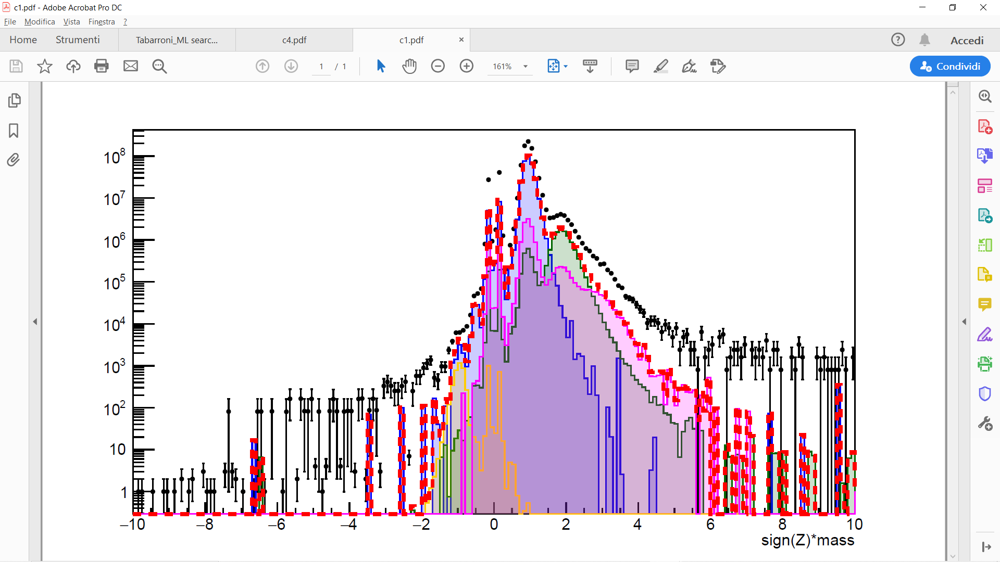 c1.pdf - Adobe Acrobat Pro DC
File Modifica Vista Finestra ?
Home Strumenti Tabarroni_ML searc... c4.pdf c1.pdf × Accedi
1 / 1 161% Condividi
10^8
10^7
10^6
10^5
10^4
10^3
10^2
10
1
−10 −8 −6 −4 −2 0 2 4 6 8 10
sign(Z)*mass